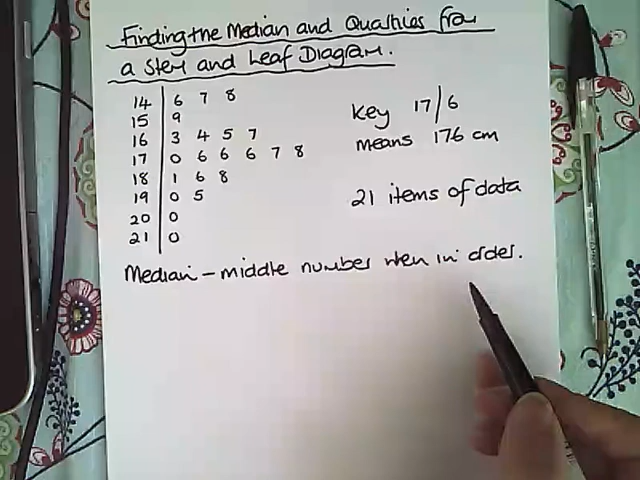 Finding the Median and Qualties from
a Stem and Leaf Diagram.
14 | 6 7 8
15 | 9
16 | 3 4 5 7
17 | 0 6 6 6 7 8
18 | 1 6 8
19 | 0 5
20 | 0
21 | 0
Key 17/6
means 176 cm
21 items of data
Median - middle number when in order.